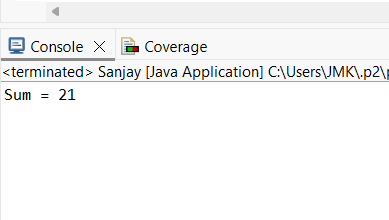 Console Coverage
<terminated> Sanjay [Java Application] C:\Users\JMK\.p2\
Sum = 21